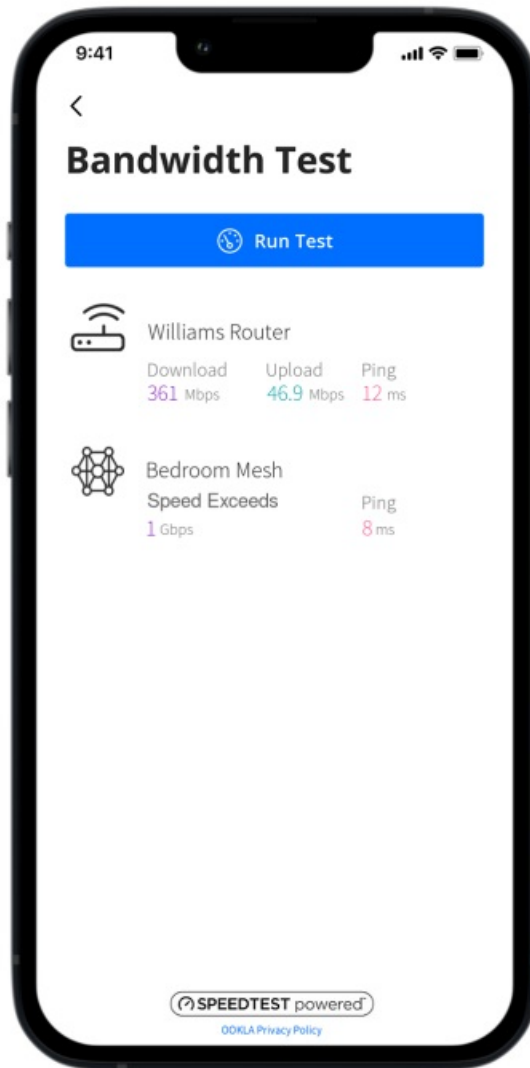 9:41
Bandwidth Test
Run Test
Williams Router
Download Upload Ping
361 Mbps 46.9 Mbps 12 ms
Bedroom Mesh
Speed Exceeds Ping
1 Gbps 8 ms
SPEEDTEST powered
OOKLA Privacy Policy